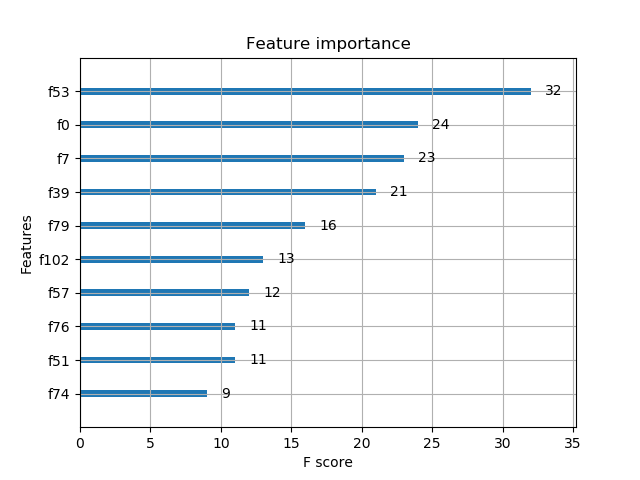 Feature importance
Features
f53 32
f0 24
f7 23
f39 21
f79 16
f102 13
f57 12
f76 11
f51 11
f74 9
0 5 10 15 20 25 30 35
F score